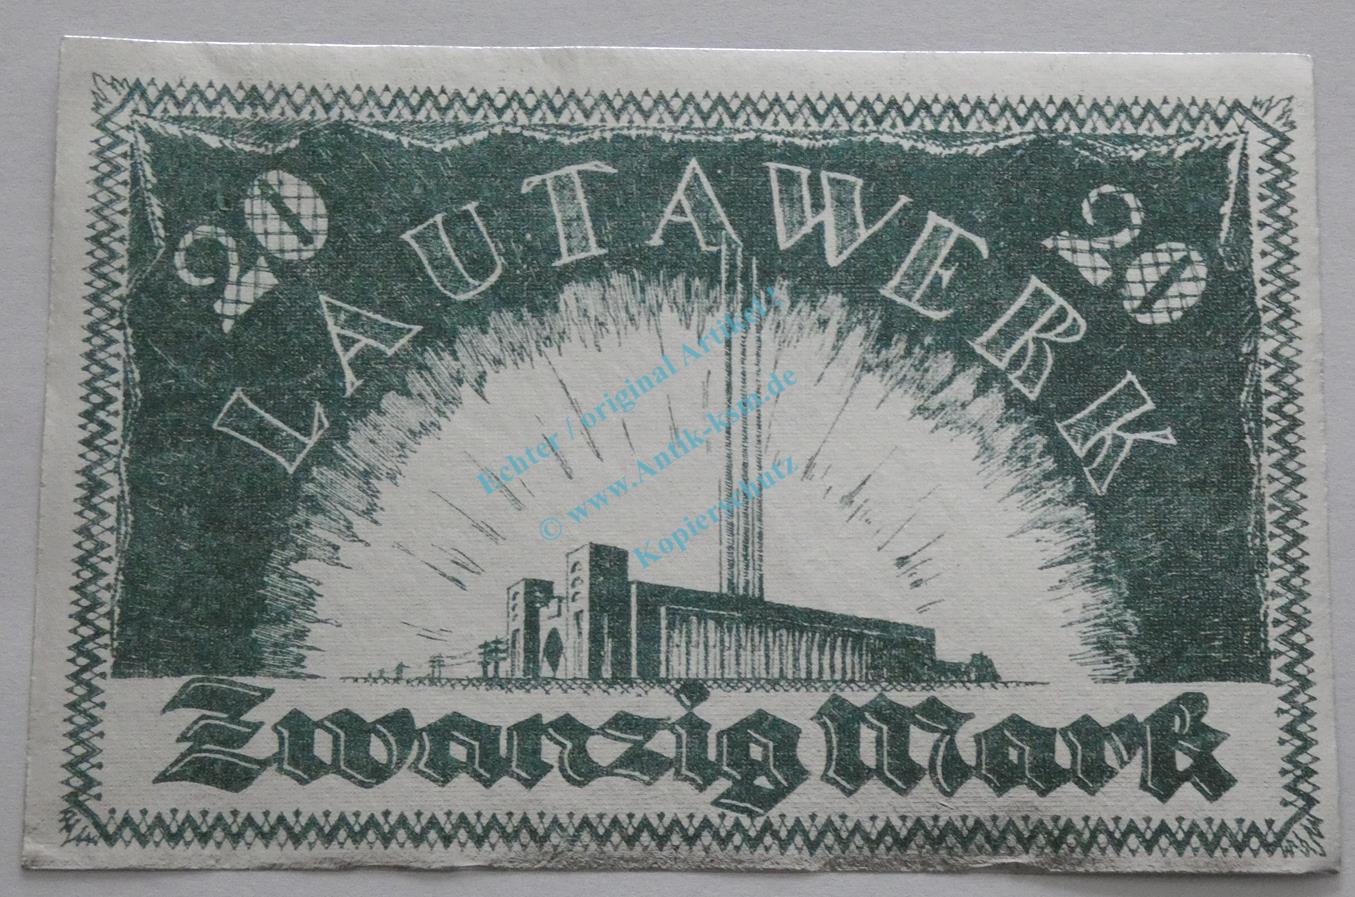 20 20
LAUTAWERK
Echter / original Artikel !
© www.Antik-ksm.de
Kopierschutz
Zwanzig Mark